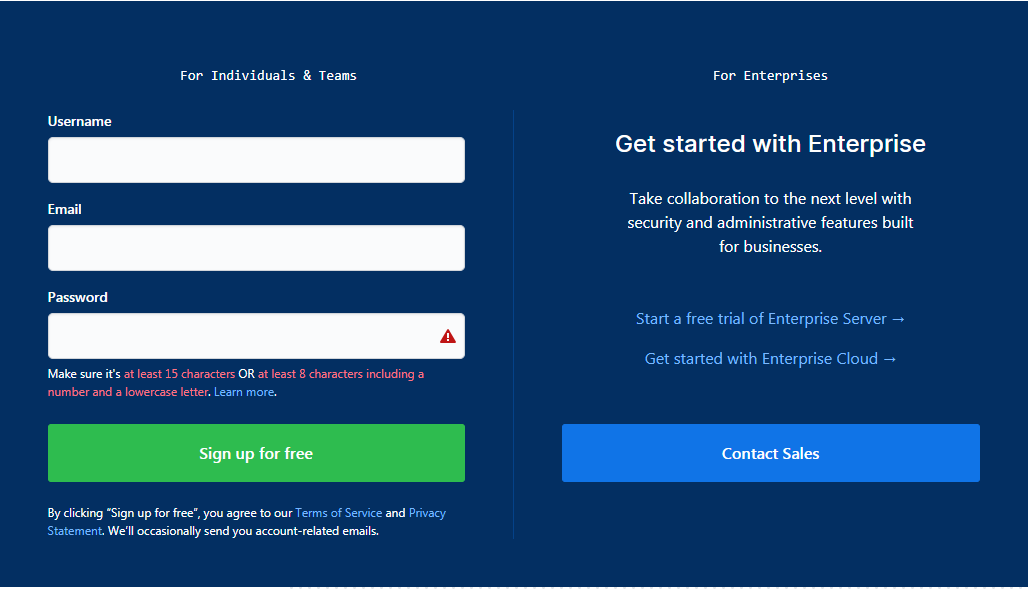 For Individuals & Teams
Username
Email
Password
Make sure it's at least 15 characters OR at least 8 characters including a
number and a lowercase letter. Learn more.
Sign up for free
By clicking “Sign up for free”, you agree to our Terms of Service and Privacy
Statement. We’ll occasionally send you account-related emails.
For Enterprises
Get started with Enterprise
Take collaboration to the next level with
security and administrative features built
for businesses.
Start a free trial of Enterprise Server →
Get started with Enterprise Cloud →
Contact Sales